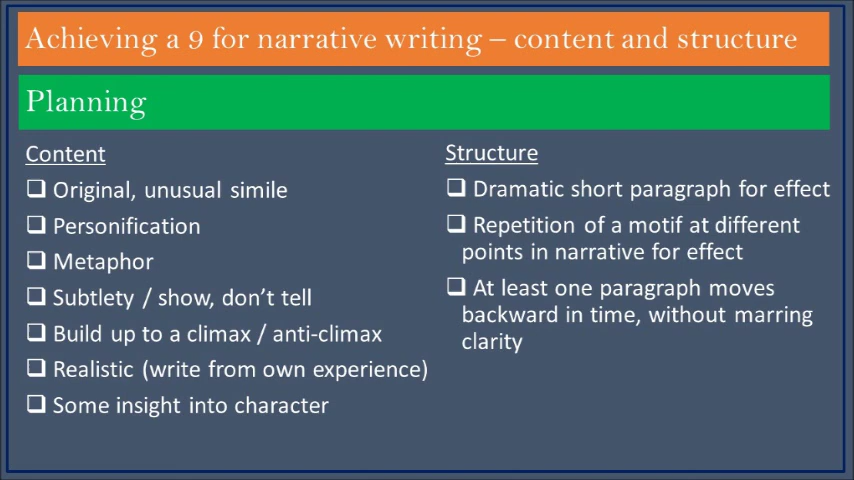 Achieving a 9 for narrative writing – content and structure
Planning
Content
❑ Original, unusual simile
❑ Personification
❑ Metaphor
❑ Subtlety / show, don’t tell
❑ Build up to a climax / anti-climax
❑ Realistic (write from own experience)
❑ Some insight into character
Structure
❑ Dramatic short paragraph for effect
❑ Repetition of a motif at different
points in narrative for effect
❑ At least one paragraph moves
backward in time, without marring
clarity